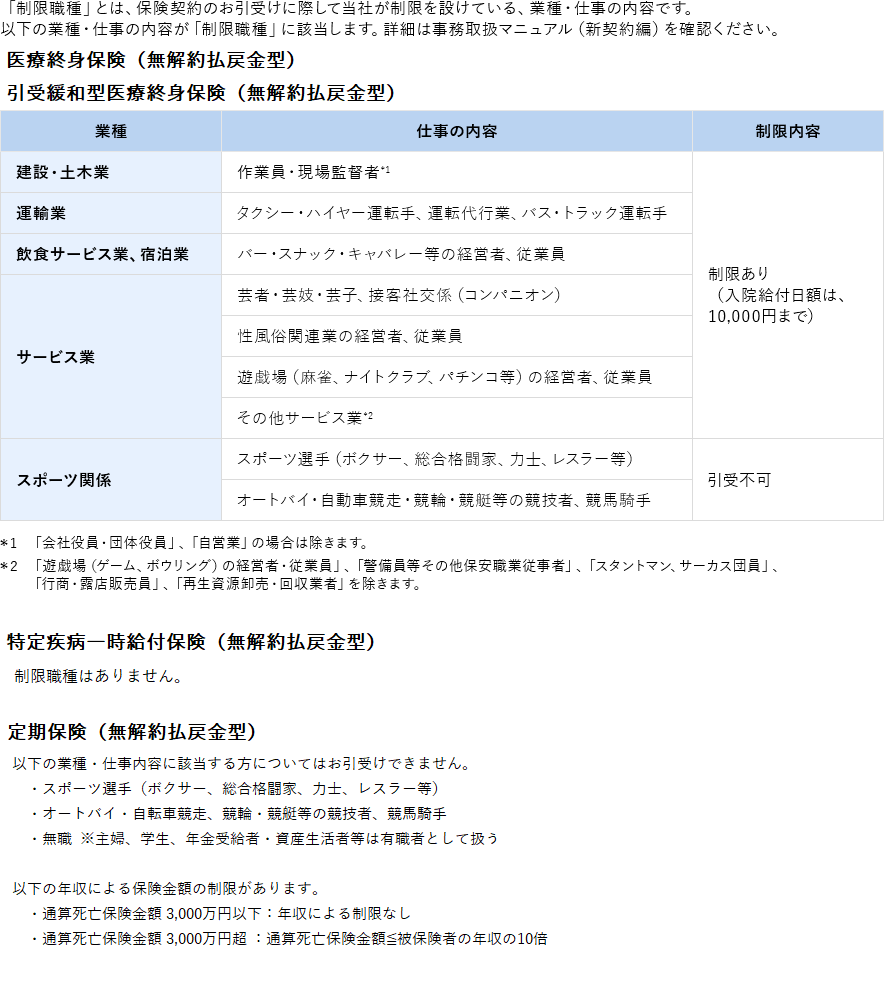 「制限職種」とは、保険契約のお引受けに際して当社が制限を設けている、業種・仕事の内容です。
以下の業種・仕事の内容が「制限職種」に該当します。詳細は事務取扱マニュアル（新契約編）を確認ください。
医療終身保険（無解約払戻金型）
引受緩和型医療終身保険（無解約払戻金型）
業種 仕事の内容 制限内容
建設・土木業 作業員・現場監督者*1
運輸業 タクシー・ハイヤー運転手、運転代行業、バス・トラック運転手
飲食サービス業、宿泊業 バー・スナック・キャバレー等の経営者、従業員
制限あり
（入院給付日額は、
10,000円まで）
サービス業
芸者・芸妓・芸子、接客社交係（コンパニオン）
性風俗関連業の経営者、従業員
遊戯場（麻雀、ナイトクラブ、パチンコ等）の経営者、従業員
その他サービス業*2
スポーツ関係
スポーツ選手（ボクサー、総合格闘家、力士、レスラー等）
オートバイ・自動車競走・競輪・競艇等の競技者、競馬騎手
引受不可
＊1 「会社役員・団体役員」、「自営業」の場合は除きます。
＊2 「遊戯場（ゲーム、ボウリング）の経営者・従業員」、「警備員等その他保安職業従事者」、「スタントマン、サーカス団員」、
「行商・露店販売員」、「再生資源卸売・回収業者」を除きます。
特定疾病一時給付保険（無解約払戻金型）
制限職種はありません。
定期保険（無解約払戻金型）
以下の業種・仕事内容に該当する方についてはお引受けできません。
・スポーツ選手（ボクサー、総合格闘家、力士、レスラー等）
・オートバイ・自転車競走、競輪・競艇等の競技者、競馬騎手
・無職 ※主婦、学生、年金受給者・資産生活者等は有職者として扱う
以下の年収による保険金額の制限があります。
・通算死亡保険金額 3,000万円以下：年収による制限なし
・通算死亡保険金額 3,000万円超 ：通算死亡保険金額≦被保険者の年収の10倍